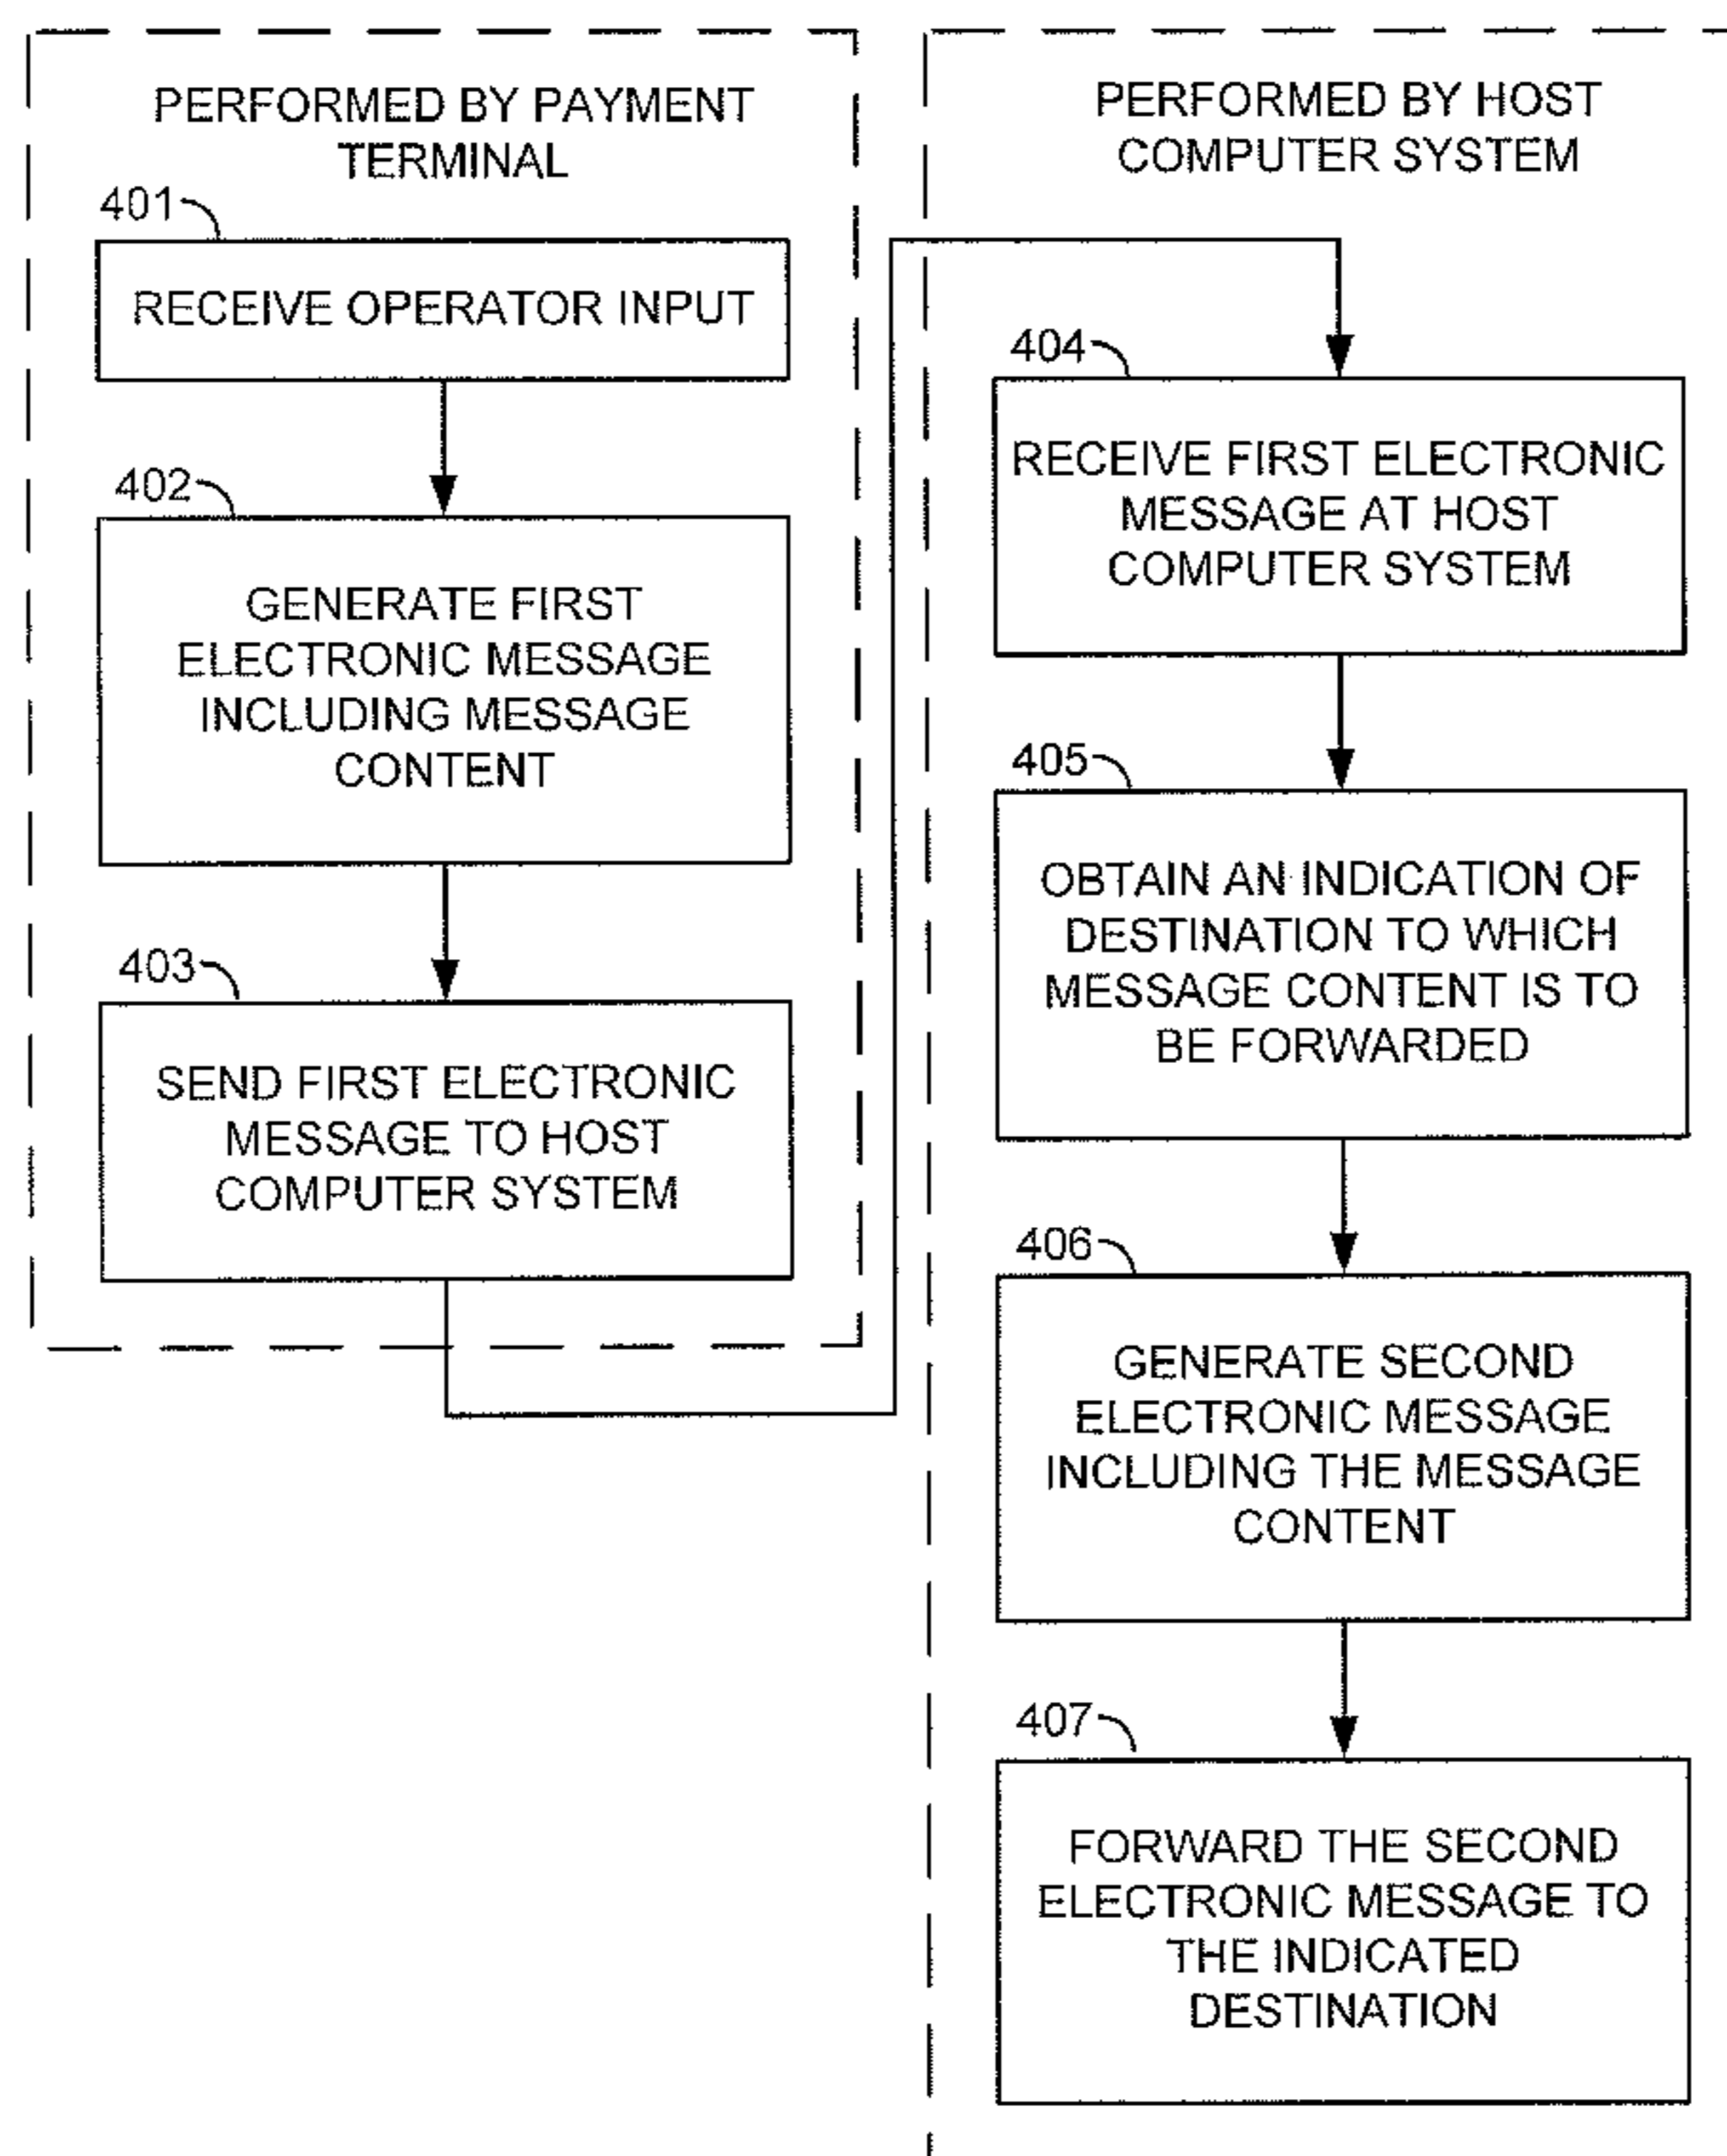 PERFORMED BY PAYMENT
TERMINAL
401
RECEIVE OPERATOR INPUT
402
GENERATE FIRST
ELECTRONIC MESSAGE
INCLUDING MESSAGE
CONTENT
403
SEND FIRST ELECTRONIC
MESSAGE TO HOST
COMPUTER SYSTEM
PERFORMED BY HOST
COMPUTER SYSTEM
404
RECEIVE FIRST ELECTRONIC
MESSAGE AT HOST
COMPUTER SYSTEM
405
OBTAIN AN INDICATION OF
DESTINATION TO WHICH
MESSAGE CONTENT IS TO
BE FORWARDED
406
GENERATE SECOND
ELECTRONIC MESSAGE
INCLUDING THE MESSAGE
CONTENT
407
FORWARD THE SECOND
ELECTRONIC MESSAGE TO
THE INDICATED
DESTINATION